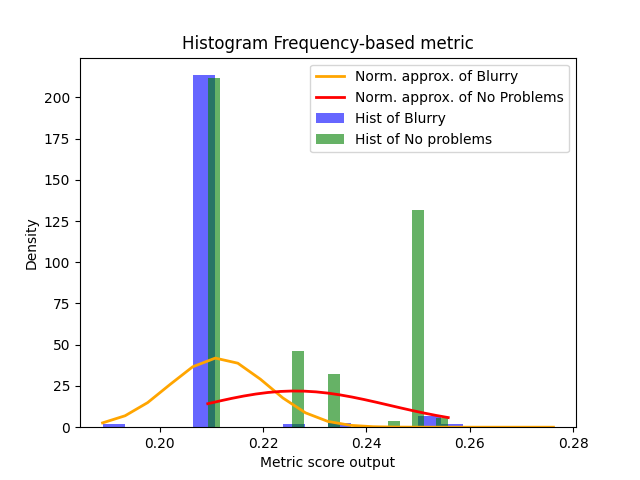 Histogram Frequency-based metric
Norm. approx. of Blurry
Norm. approx. of No Problems
Hist of Blurry
Hist of No problems
Density
200
175
150
125
100
75
50
25
0
0.20 0.22 0.24 0.26 0.28
Metric score output